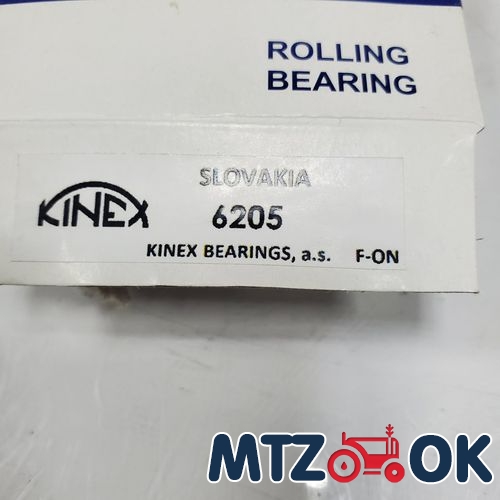 ROLLING
BEARING
SLOVAKIA
KINEX
6205
KINEX BEARINGS, a.s. F-ON
MTZ OK